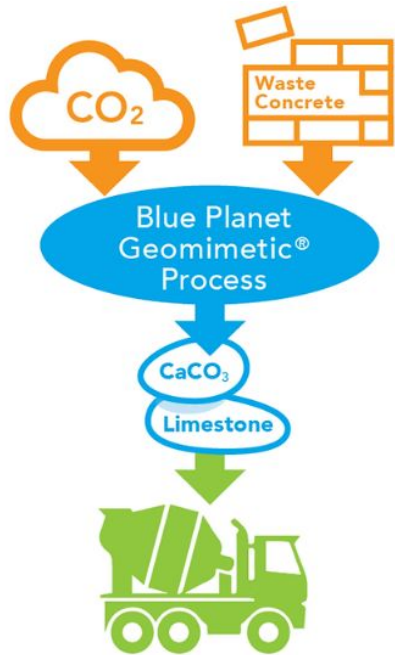 CO₂
Waste
Concrete
Blue Planet
Geomimetic®
Process
CaCO₃
Limestone